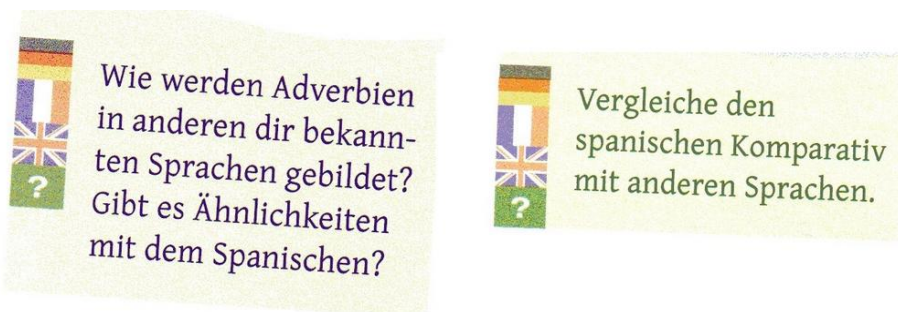 Wie werden Adverbien
in anderen dir bekann-
ten Sprachen gebildet?
Gibt es Ähnlichkeiten
mit dem Spanischen?
?
Vergleiche den
spanischen Komparativ
mit anderen Sprachen.
?